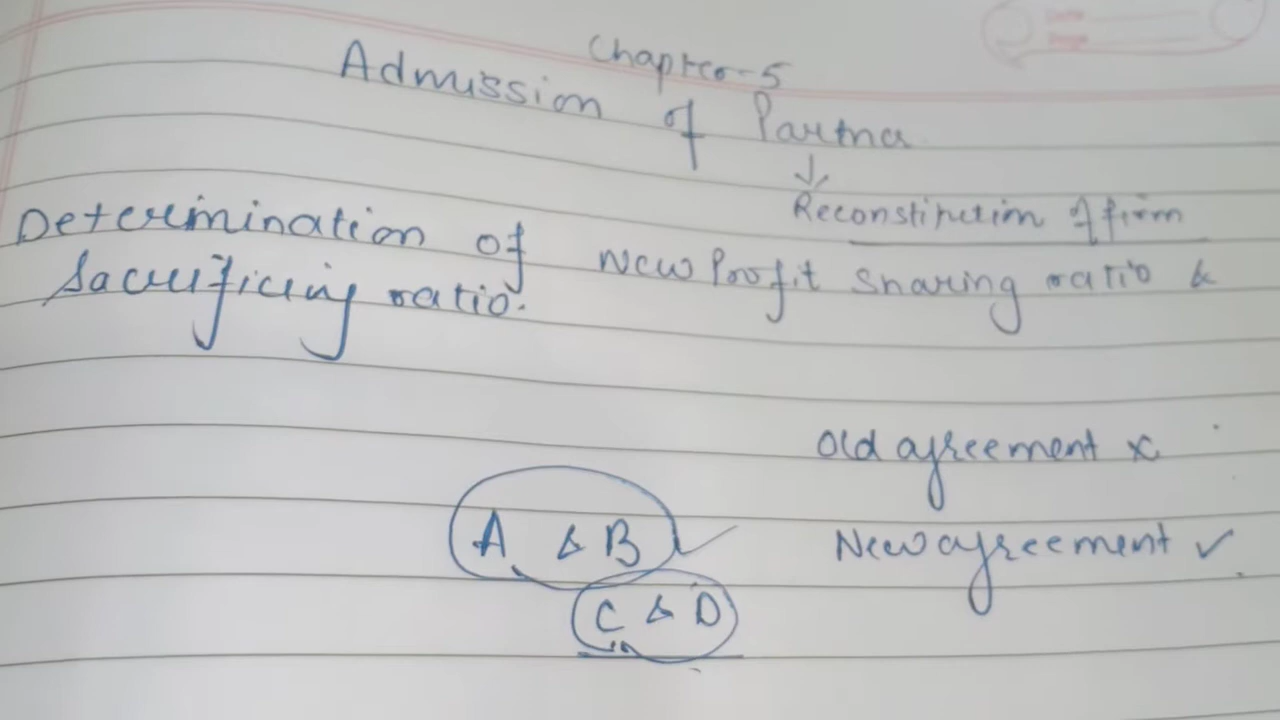 Chapter-5
Admission of Partner
↓
Reconstitution of firm
Determination of New Profit Sharing ratio &
Sacrificing ratio.
Old agreement ×
A & B ✓
New agreement ✓
C & D